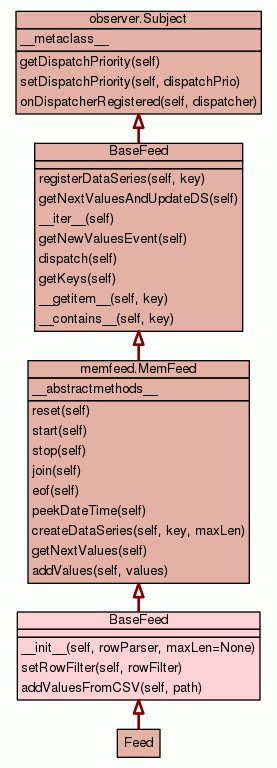 observer.Subject
__metaclass__
getDispatchPriority(self)
setDispatchPriority(self, dispatchPrio)
onDispatcherRegistered(self, dispatcher)
BaseFeed
registerDataSeries(self, key)
getNextValuesAndUpdateDS(self)
__iter__(self)
getNewValuesEvent(self)
dispatch(self)
getKeys(self)
__getitem__(self, key)
__contains__(self, key)
memfeed.MemFeed
__abstractmethods__
reset(self)
start(self)
stop(self)
join(self)
eof(self)
peekDateTime(self)
createDataSeries(self, key, maxLen)
getNextValues(self)
addValues(self, values)
BaseFeed
__init__(self, rowParser, maxLen=None)
setRowFilter(self, rowFilter)
addValuesFromCSV(self, path)
Feed